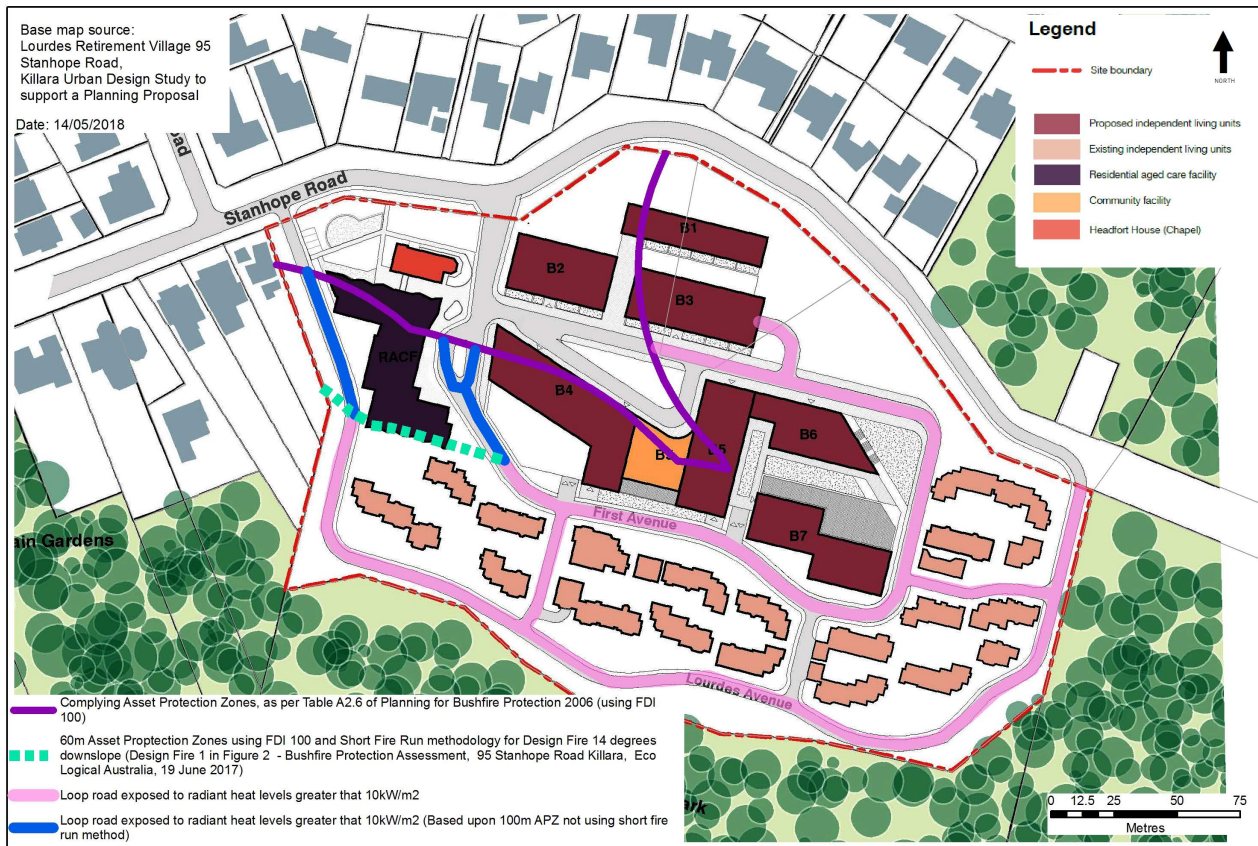 Base map source:
Lourdes Retirement Village 95
Stanhope Road,
Killara Urban Design Study to
support a Planning Proposal
Date: 14/05/2018
Legend
NORTH
Site boundary
Proposed independent living units
Existing independent living units
Residential aged care facility
Community facility
Headfort House (Chapel)
oad
Stanhope Road
B1
B2
B3
RACF
B4
B6
First Avenue
B7
ain Gardens
Lourdes Avenue
ark
Complying Asset Protection Zones, as per Table A2.6 of Planning for Bushfire Protection 2006 (using FDI
100)
60m Asset Proptection Zones using FDI 100 and Short Fire Run methodology for Design Fire 14 degrees
downslope (Design Fire 1 in Figure 2 - Bushfire Protection Assessment, 95 Stanhope Road Killara, Eco
Logical Australia, 19 June 2017)
Loop road exposed to radiant heat levels greater that 10kW/m2
Loop road exposed to radiant heat levels greater that 10kW/m2 (Based upon 100m APZ not using short fire
run method)
0 12.5 25 50 75
Metres